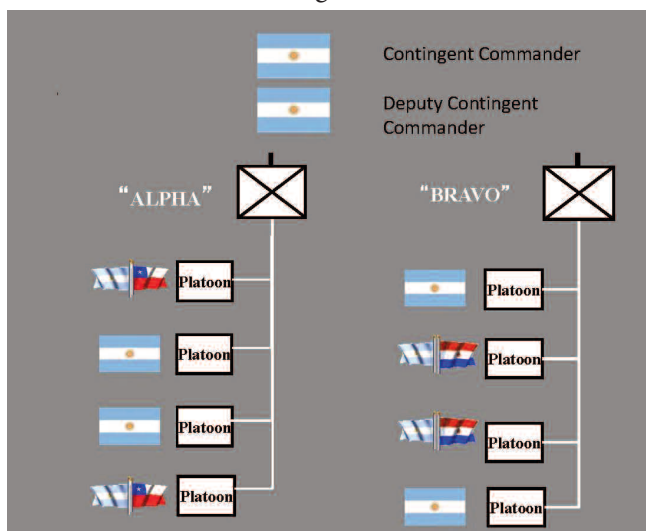 Contingent Commander
Deputy Contingent
Commander
“ALPHA”
Platoon
Platoon
Platoon
Platoon
“BRAVO”
Platoon
Platoon
Platoon
Platoon